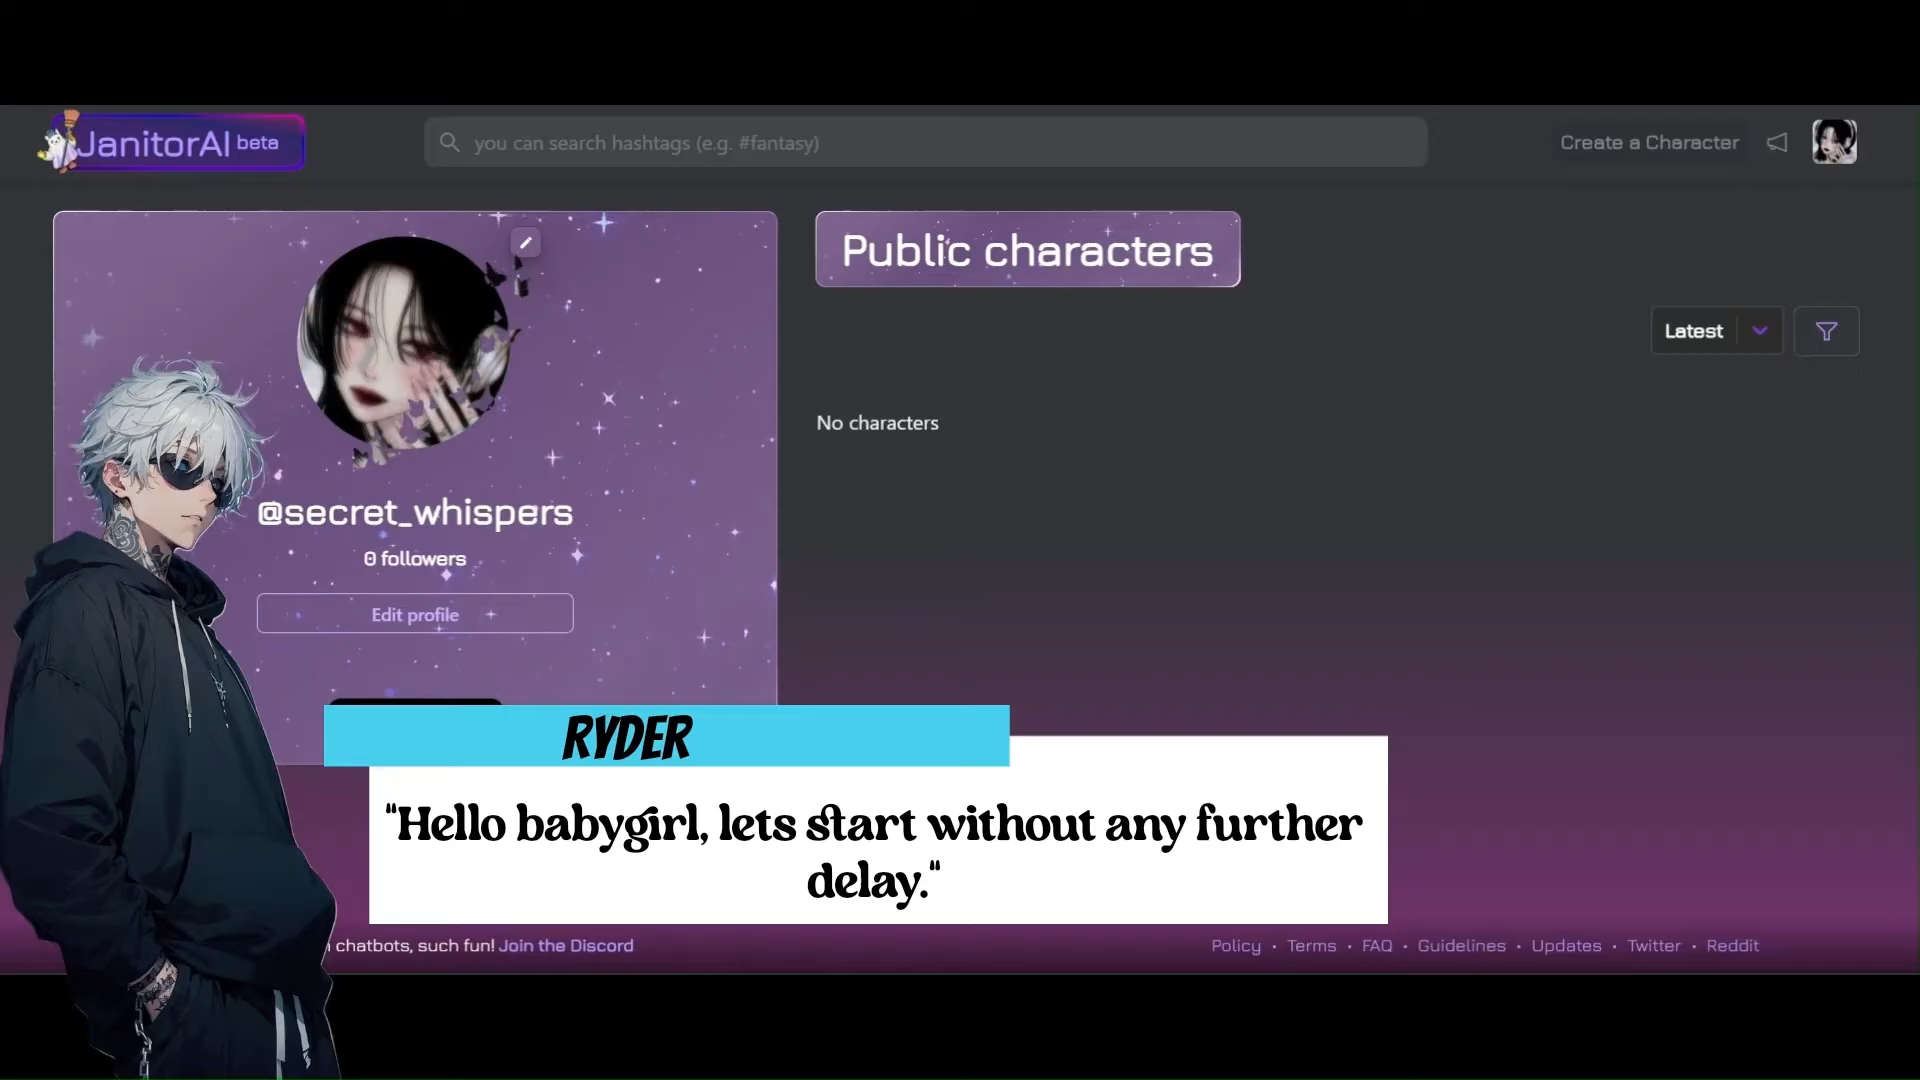 JanitorAI beta
you can search hashtags (e.g. #fantasy)
Create a Character
Public characters
Latest
No characters
@secret_whispers
0 followers
Edit profile
RYDER
"Hello babygirl, lets start without any further
delay."
chatbots, such fun! Join the Discord
Policy • Terms • FAQ • Guidelines • Updates • Twitter • Reddit